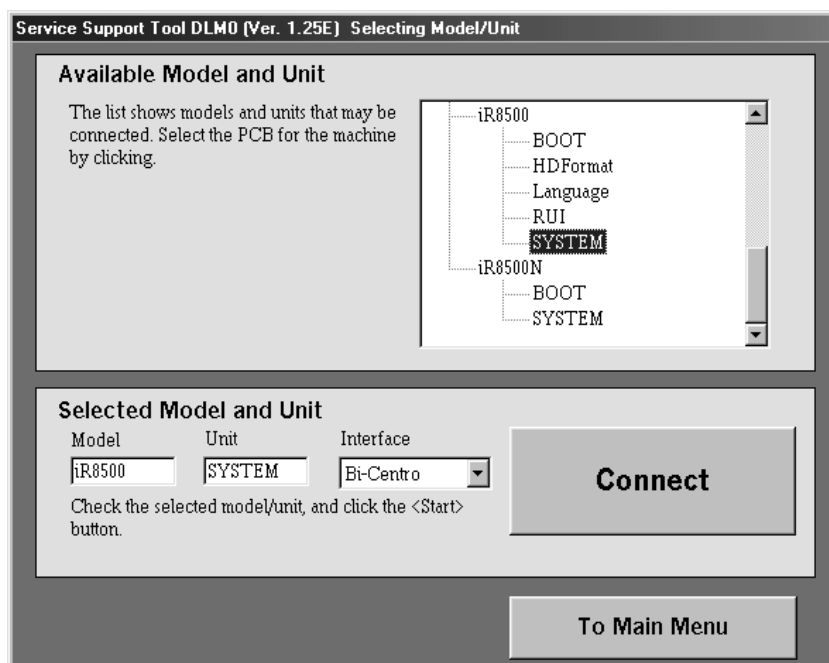 Service Support Tool DLM0 (Ver. 1.25E) Selecting Model/Unit
Available Model and Unit
The list shows models and units that may be
connected. Select the PCB for the machine
by clicking.
iR8500
BOOT
HDFormat
Language
RUI
SYSTEM
iR8500N
BOOT
SYSTEM
Selected Model and Unit
Model Unit Interface
iR8500 SYSTEM Bi-Centro
Check the selected model/unit, and click the <Start>
button.
Connect
To Main Menu